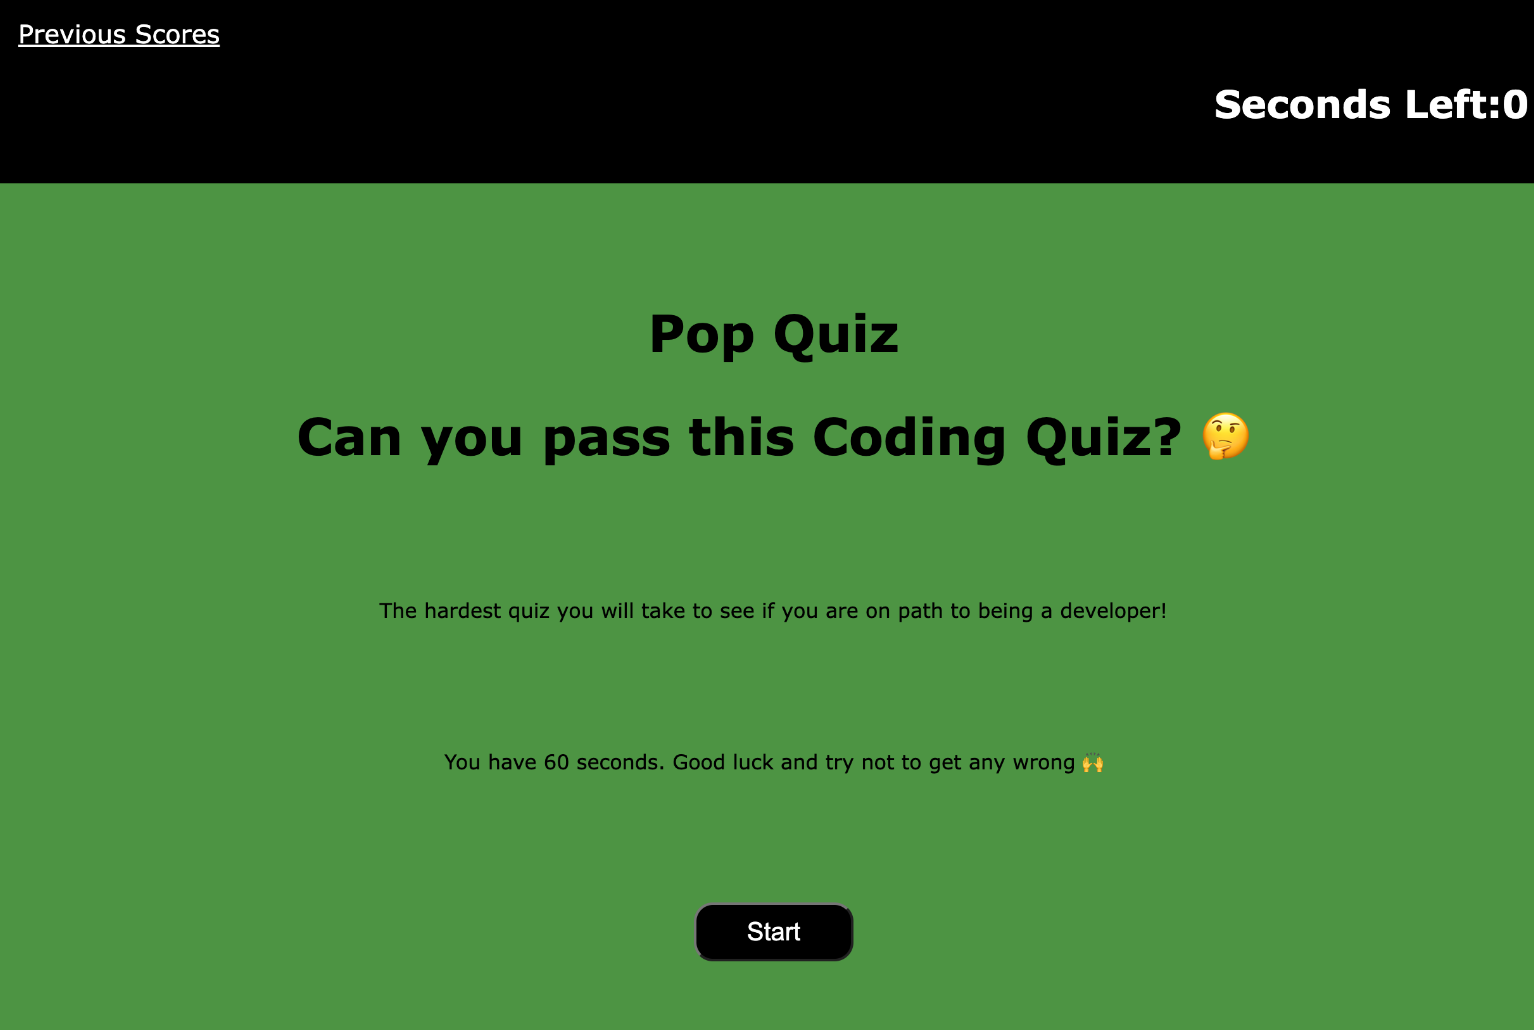 Previous Scores
Seconds Left:0
Pop Quiz
Can you pass this Coding Quiz? 🤔
The hardest quiz you will take to see if you are on path to being a developer!
You have 60 seconds. Good luck and try not to get any wrong 🙌
Start